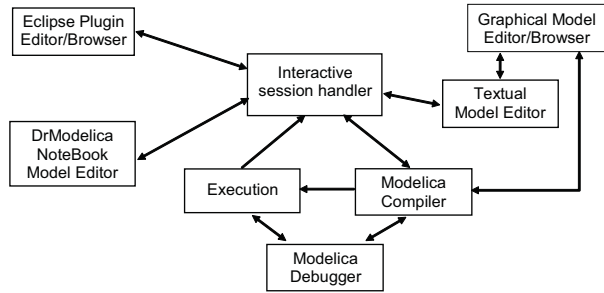 Eclipse Plugin
Editor/Browser
Graphical Model
Editor/Browser
Interactive
session handler
Textual
Model Editor
DrModelica
NoteBook
Model Editor
Execution
Modelica
Compiler
Modelica
Debugger